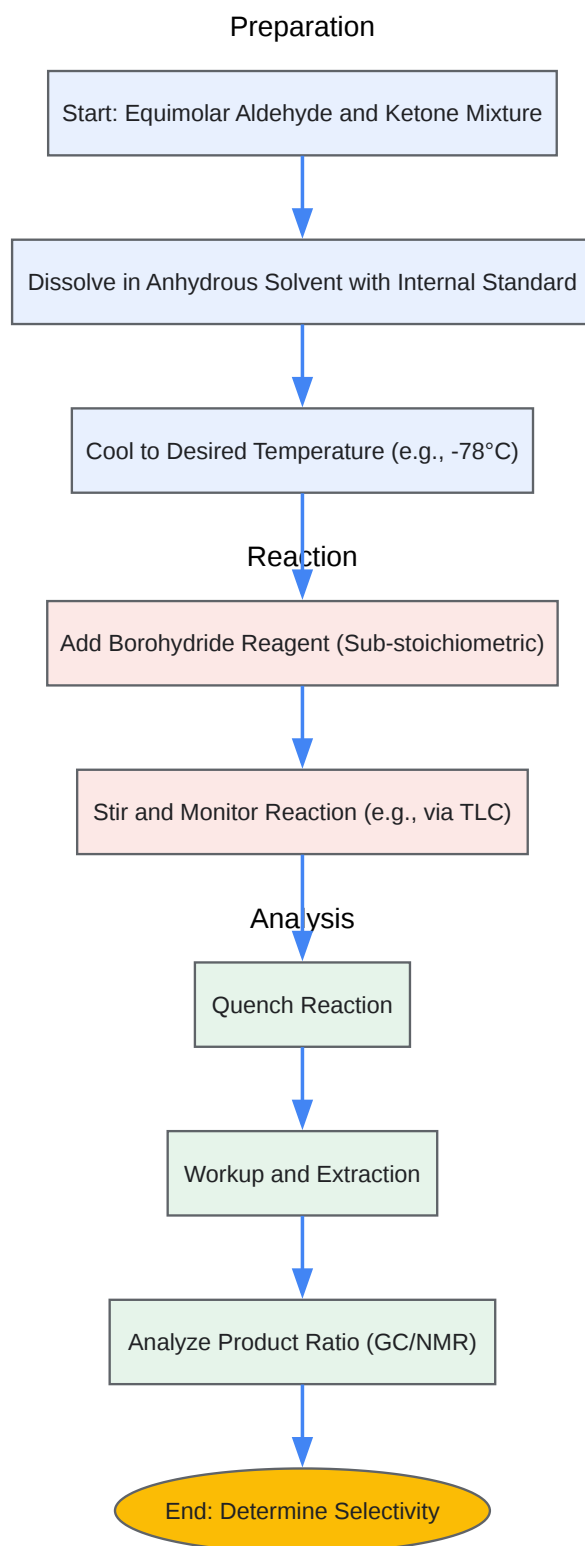 Preparation
Start: Equimolar Aldehyde and Ketone Mixture
Dissolve in Anhydrous Solvent with Internal Standard
Cool to Desired Temperature (e.g., -78°C)
Reaction
Add Borohydride Reagent (Sub-stoichiometric)
Stir and Monitor Reaction (e.g., via TLC)
Analysis
Quench Reaction
Workup and Extraction
Analyze Product Ratio (GC/NMR)
End: Determine Selectivity